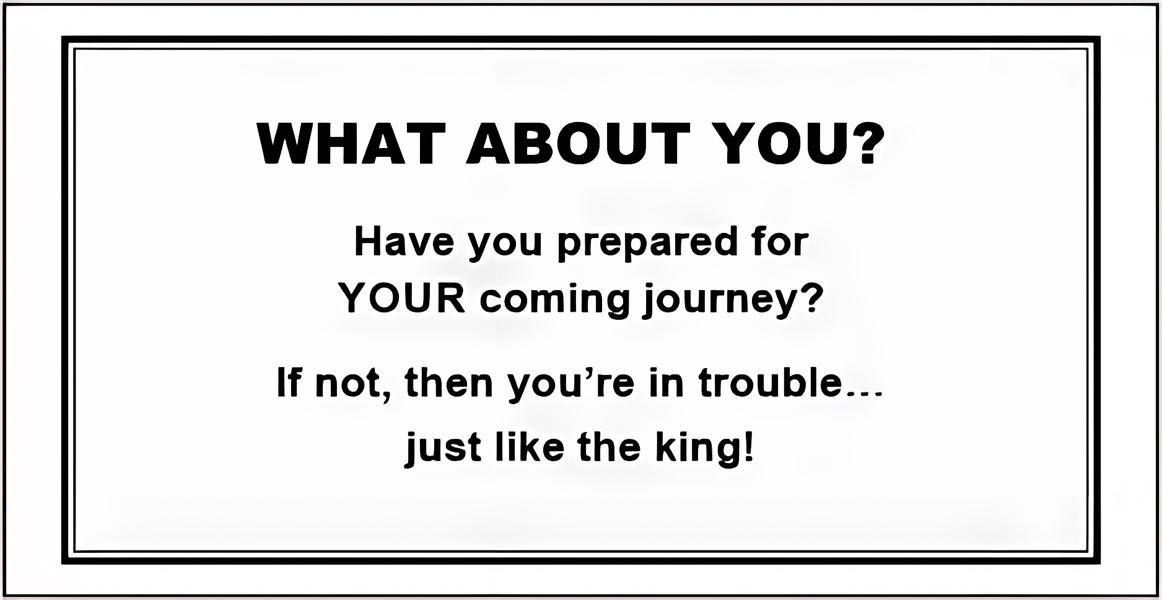 WHAT ABOUT YOU?
Have you prepared for
YOUR coming journey?
If not, then you’re in trouble...
just like the king!